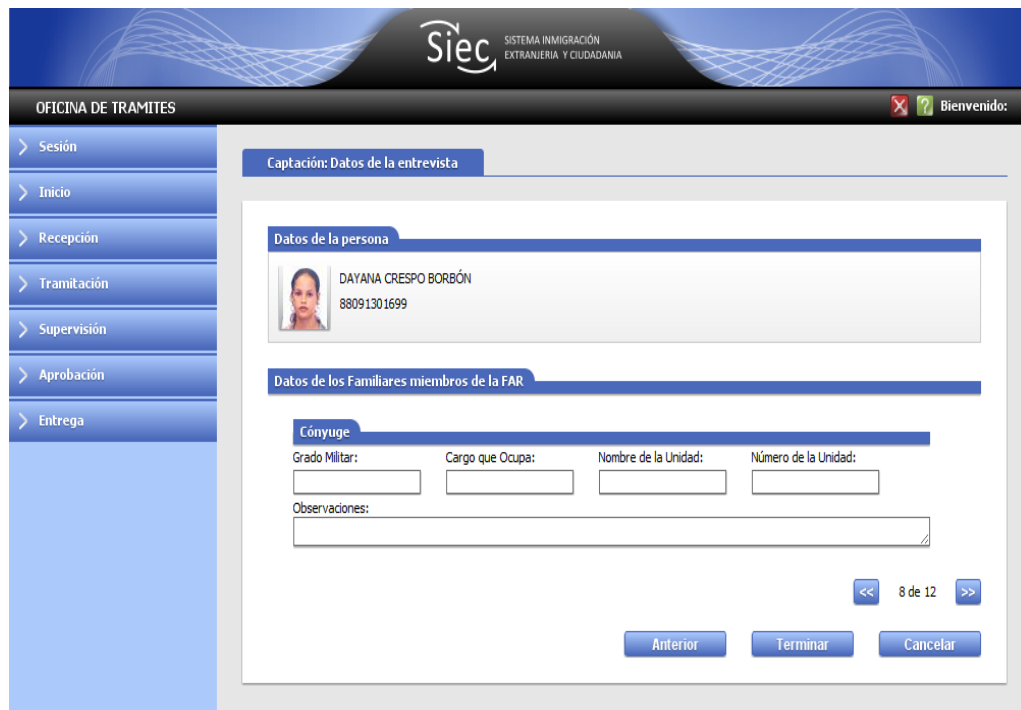 Siec SISTEMA INMIGRACIÓN
EXTRANJERIA Y CIUDADANIA
OFICINA DE TRAMITES
Bienvenido:
Sesión
Inicio
Recepción
Tramitación
Supervisión
Aprobación
Entrega
Captación: Datos de la entrevista
Datos de la persona
DAYANA CRESPO BORBÓN
88091301699
Datos de los Familiares miembros de la FAR
Cónyuge
Grado Militar: Cargo que Ocupa: Nombre de la Unidad: Número de la Unidad:
Observaciones:
<< 8 de 12 >>
Anterior Terminar Cancelar